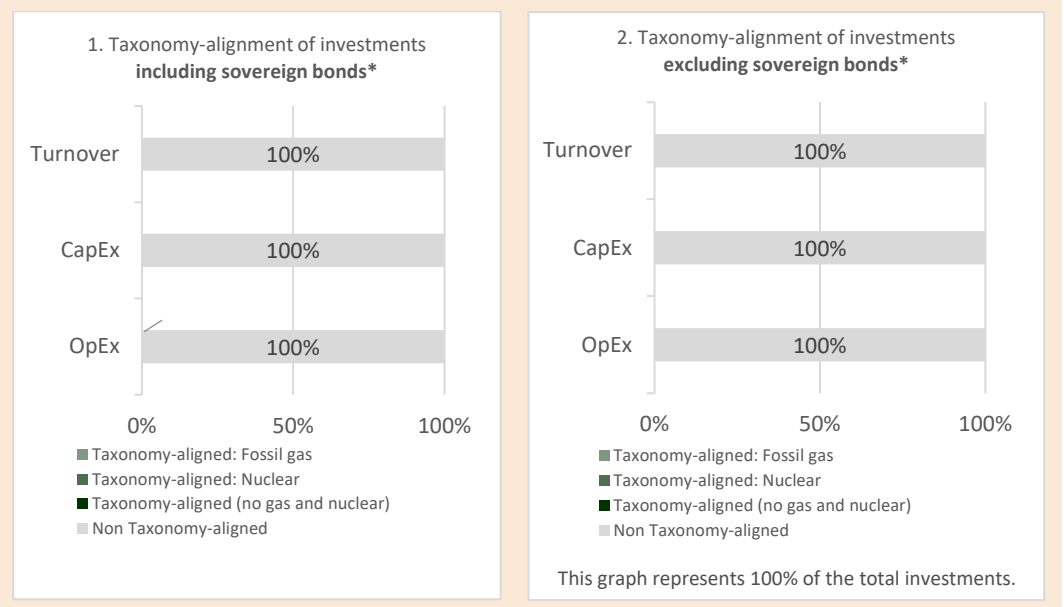 1. Taxonomy-alignment of investments
including sovereign bonds*
Turnover
100%
CapEx
100%
OpEx
100%
0%
50%
100%
Taxonomy-aligned: Fossil gas
Taxonomy-aligned: Nuclear
Taxonomy-aligned (no gas and nuclear)
Non Taxonomy-aligned
2. Taxonomy-alignment of investments
excluding sovereign bonds*
Turnover
100%
CapEx
100%
OpEx
100%
0%
50%
100%
Taxonomy-aligned: Fossil gas
Taxonomy-aligned: Nuclear
Taxonomy-aligned (no gas and nuclear)
Non Taxonomy-aligned
This graph represents 100% of the total investments.